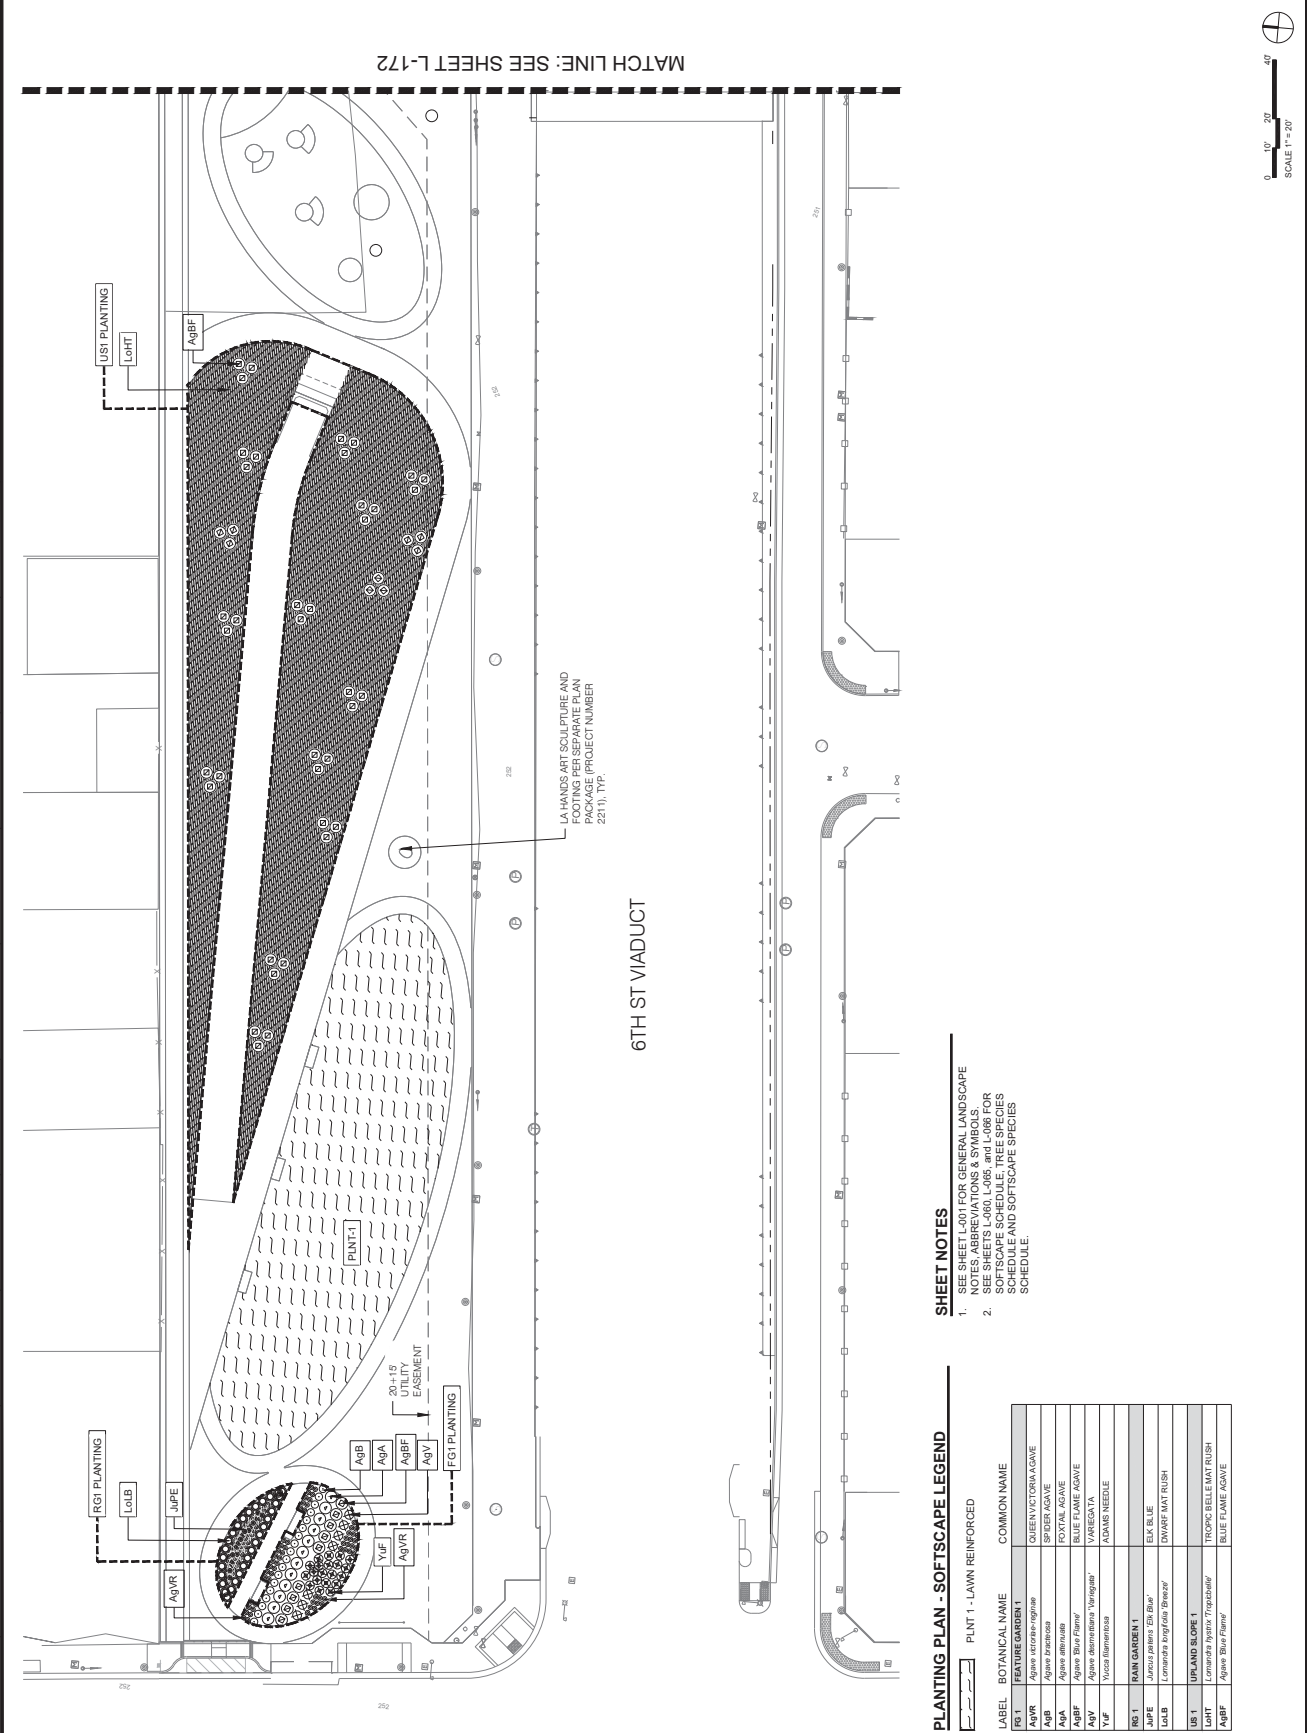 MATCH LINE: SEE SHEET L-172
0 10' 20' 40'
SCALE 1" = 20'
US1 PLANTING
LoHT
AgBF
251
252
252
LA HANDS ART SCULPTURE AND
FOOTING PER SEPARATE PLAN
PACKAGE (PROJECT NUMBER
2211), TYP.
6TH ST VIADUCT
PLNT-1
20'+15'
UTILITY
EASEMENT
RG1 PLANTING
LoLB
JuPE
AgVR
AgB
AgA
AgBF
AgV
FG1 PLANTING
YuF
AgVR
252
252
SHEET NOTES
1. SEE SHEET L-001 FOR GENERAL LANDSCAPE
NOTES, ABBREVIATIONS & SYMBOLS.
2. SEE SHEETS L-060, L-065, and L-066 FOR
SOFTSCAPE SCHEDULE, TREE SPECIES
SCHEDULE AND SOFTSCAPE SPECIES
SCHEDULE.
PLANTING PLAN - SOFTSCAPE LEGEND
PLNT 1 - LAWN REINFORCED
LABEL BOTANICAL NAME COMMON NAME
FG 1 FEATURE GARDEN 1
AgVR Agave victoriae-reginae QUEEN VICTORIA AGAVE
AgB Agave bracteosa SPIDER AGAVE
AgA Agave attenuata FOXTAIL AGAVE
AgBF Agave 'Blue Flame' BLUE FLAME AGAVE
AgV Agave desmettiana 'Variegata' VARIEGATA
YuF Yucca filamentosa ADAMS NEEDLE
RG 1 RAIN GARDEN 1
JuPE Juncus patens 'Elk Blue' ELK BLUE
LoLB Lomandra longifolia 'Breeze' DWARF MAT RUSH
US 1 UPLAND SLOPE 1
LoHT Lomandra hystrix 'Tropicbelle' TROPIC BELLE MAT RUSH
AgBF Agave 'Blue Flame' BLUE FLAME AGAVE